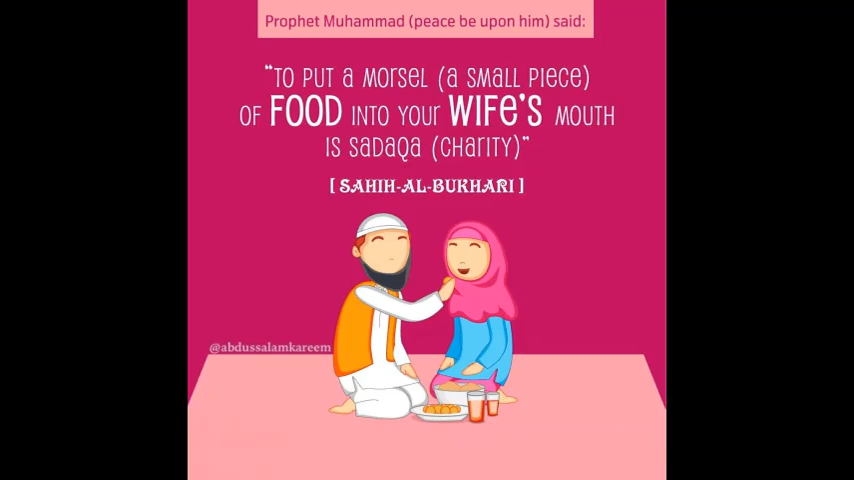 Prophet Muhammad (peace be upon him) said:
“To put a morsel (a small piece)
of FOOD into your WIFE'S mouth
is sadaqa (charity)”
[ SAHIH-AL-BUKHARI ]
@abdussalamkareem